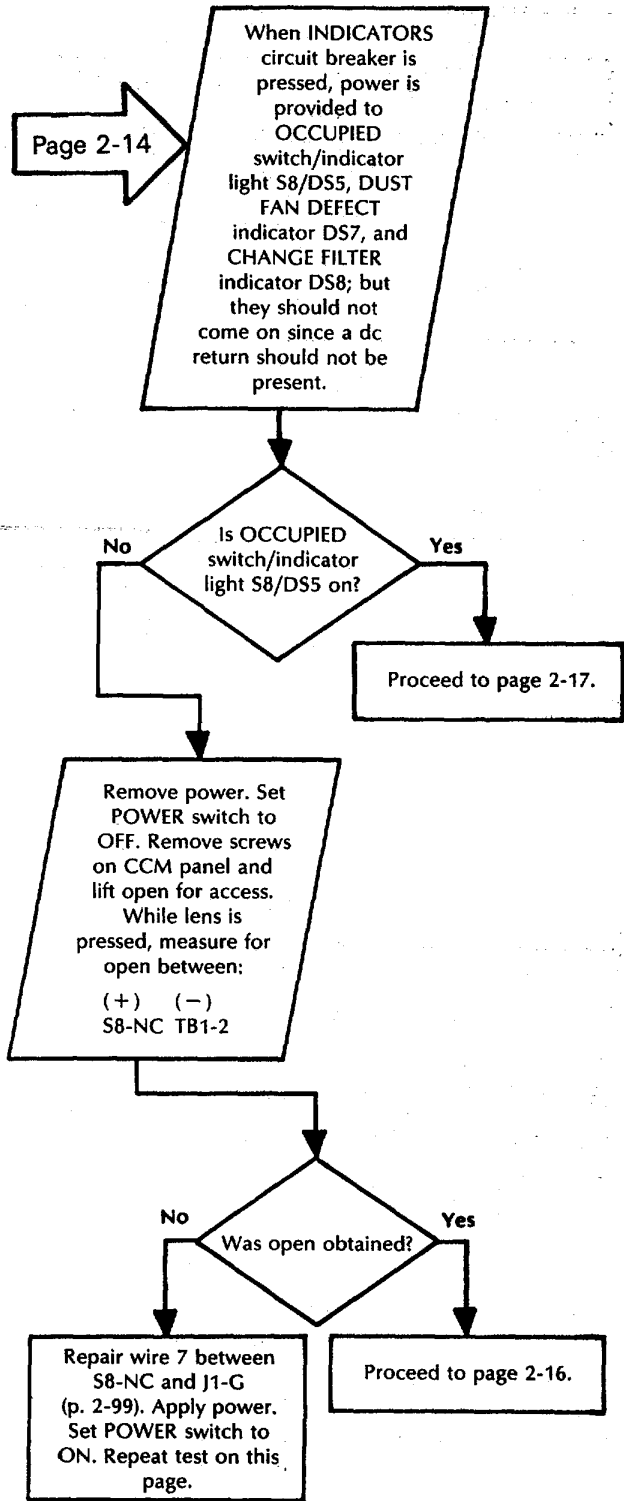 When INDICATORS
circuit breaker is
pressed, power is
provided to
OCCUPIED
switch/indicator
light S8/DS5, DUST
FAN DEFECT
indicator DS7, and
CHANGE FILTER
indicator DS8; but
they should not
come on since a dc
return should not be
present.
Page 2-14
Is OCCUPIED
switch/indicator
light S8/DS5 on?
No
Yes
Proceed to page 2-17.
Remove power. Set
POWER switch to
OFF. Remove screws
on CCM panel and
lift open for access.
While lens is
pressed, measure for
open between:
(+) (-)
S8-NC TB1-2
Was open obtained?
No
Yes
Repair wire 7 between
S8-NC and J1-G
(p. 2-99). Apply power.
Set POWER switch to
ON. Repeat test on this
page.
Proceed to page 2-16.